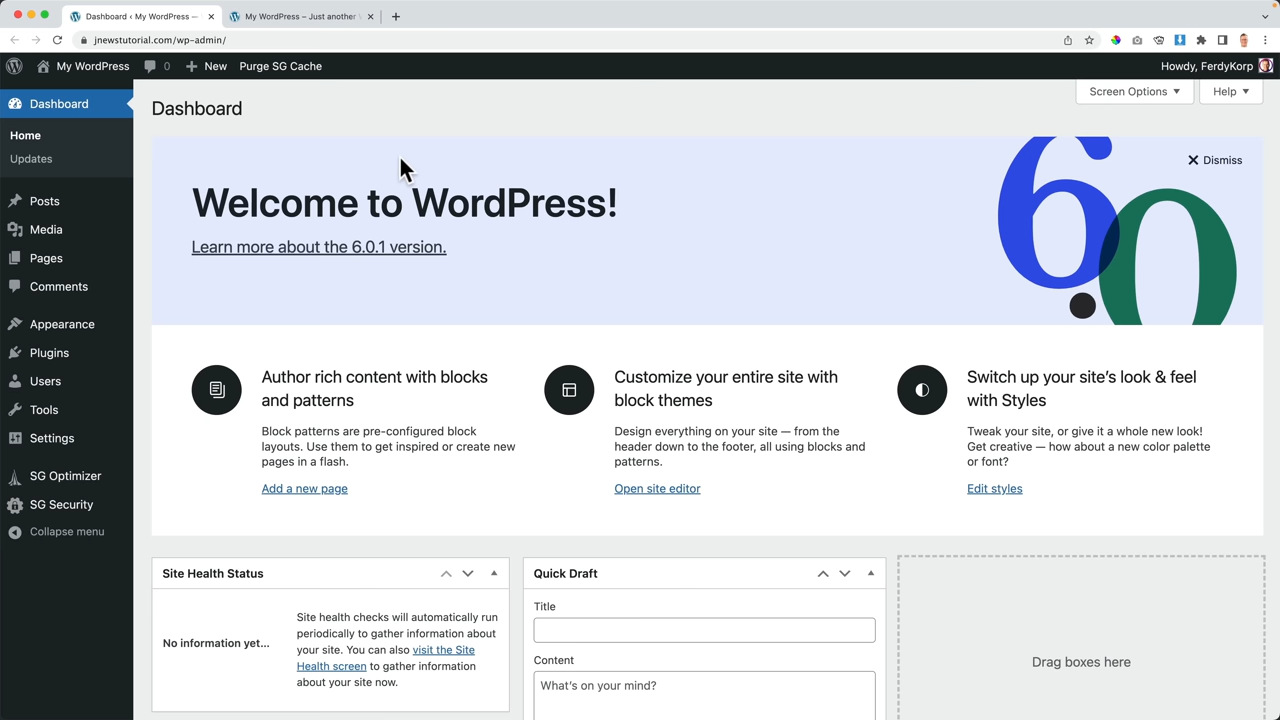 Dashboard ‹ My WordPress —
My WordPress – Just another
jnewstutorial.com/wp-admin/
My WordPress
0
New
Purge SG Cache
Howdy, FerdyKorp
Dashboard
Home
Updates
Posts
Media
Pages
Comments
Appearance
Plugins
Users
Tools
Settings
SG Optimizer
SG Security
Collapse menu
Dashboard
Screen Options
Help
Dismiss
Welcome to WordPress!
Learn more about the 6.0.1 version.
6.0
Author rich content with blocks
and patterns
Block patterns are pre-configured block
layouts. Use them to get inspired or create new
pages in a flash.
Add a new page
Customize your entire site with
block themes
Design everything on your site — from the
header down to the footer, all using blocks and
patterns.
Open site editor
Switch up your site's look & feel
with Styles
Tweak your site, or give it a whole new look!
Get creative — how about a new color palette
or font?
Edit styles
Site Health Status
No information yet...
Site health checks will automatically run
periodically to gather information about
your site. You can also visit the Site
Health screen to gather information
about your site now.
Quick Draft
Title
Content
What's on your mind?
Drag boxes here